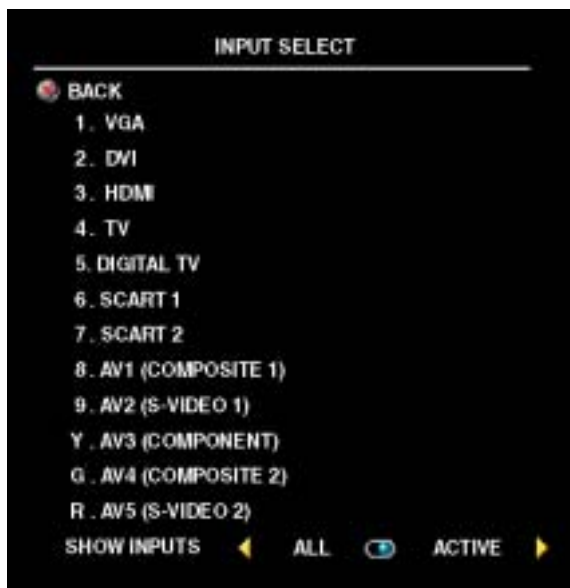 INPUT SELECT
BACK
1. VGA
2. DVI
3. HDMI
4. TV
5. DIGITAL TV
6. SCART 1
7. SCART 2
8. AV1 (COMPOSITE 1)
9. AV2 (S-VIDEO 1)
Y. AV3 (COMPONENT)
G. AV4 (COMPOSITE 2)
R. AV5 (S-VIDEO 2)
SHOW INPUTS ALL ACTIVE